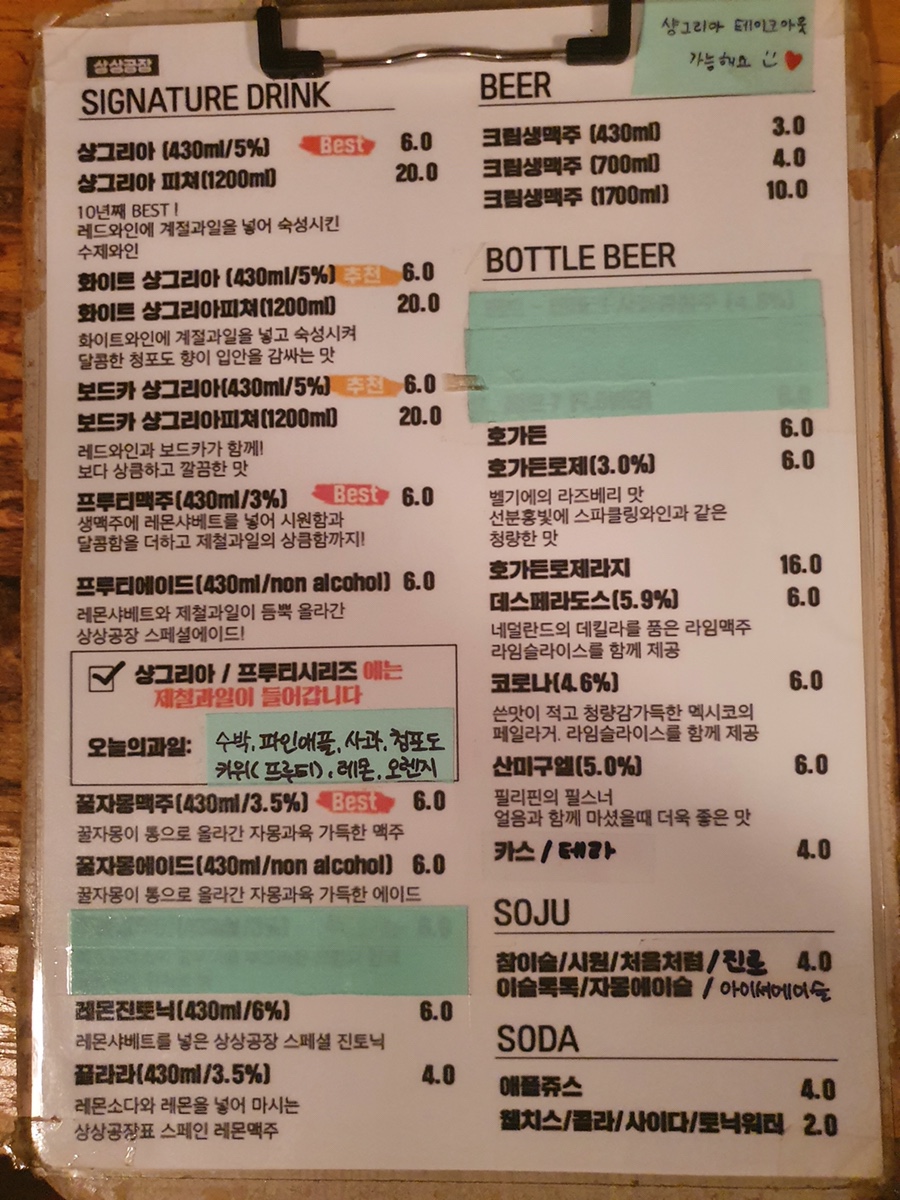 상상공장
SIGNATURE DRINK
샹그리아 (430ml/5%) Best 6.0
샹그리아 피쳐(1200ml) 20.0
10년째 BEST !
레드와인에 계절과일을 넣어 숙성시킨
수제와인
화이트 샹그리아 (430ml/5%) 추천 6.0
화이트 샹그리아피쳐(1200ml) 20.0
화이트와인에 계절과일을 넣고 숙성시켜
달콤한 청포도 향이 입안을 감싸는 맛
보드카 샹그리아(430ml/5%) 추천 6.0
보드카 샹그리아피쳐(1200ml) 20.0
레드와인과 보드카가 함께!
보다 상큼하고 깔끔한 맛
프루티맥주(430ml/3%) Best 6.0
생맥주에 레몬샤베트를 넣어 시원함과
달콤함을 더하고 제철과일의 상큼함까지!
프루티에이드(430ml/non alcohol) 6.0
레몬샤베트와 제철과일이 듬뿍 올라간
상상공장 스페셜에이드!
샹그리아 / 프루티시리즈 에는
제철과일이 들어갑니다
오늘의과일: 수박, 파인애플, 사과, 청포도
키위(프루티), 레몬, 오렌지
꿀자몽맥주(430ml/3.5%) Best 6.0
꿀자몽이 통으로 올라간 자몽과육 가득한 맥주
꿀자몽에이드(430ml/non alcohol) 6.0
꿀자몽이 통으로 올라간 자몽과육 가득한 에이드
레몬진토닉(430ml/6%) 6.0
레몬샤베트를 넣은 상상공장 스페셜 진토닉
끌라라(430ml/3.5%) 4.0
레몬소다와 레몬을 넣어 마시는
상상공장표 스페인 레몬맥주
샹그리아 테이크아웃
가능해요
BEER
크림생맥주 (430ml) 3.0
크림생맥주 (700ml) 4.0
크림생맥주 (1700ml) 10.0
BOTTLE BEER
호가든 6.0
호가든로제(3.0%) 6.0
벨기에의 라즈베리 맛
선분홍빛에 스파클링와인과 같은
청량한 맛
호가든로제라지 16.0
데스페라도스(5.9%) 6.0
네덜란드의 데킬라를 품은 라임맥주
라임슬라이스를 함께 제공
코로나(4.6%) 6.0
쓴맛이 적고 청량감가득한 멕시코의
페일라거. 라임슬라이스를 함께 제공
산미구엘(5.0%) 6.0
필리핀의 필스너
얼음과 함께 마셨을때 더욱 좋은 맛
카스 / 테라 4.0
SOJU
참이슬/시원/처음처럼 / 진로 4.0
이슬톡톡/자몽에이슬 / 아이셔에이슬
SODA
애플쥬스 4.0
웰치스/콜라/사이다/토닉워터 2.0